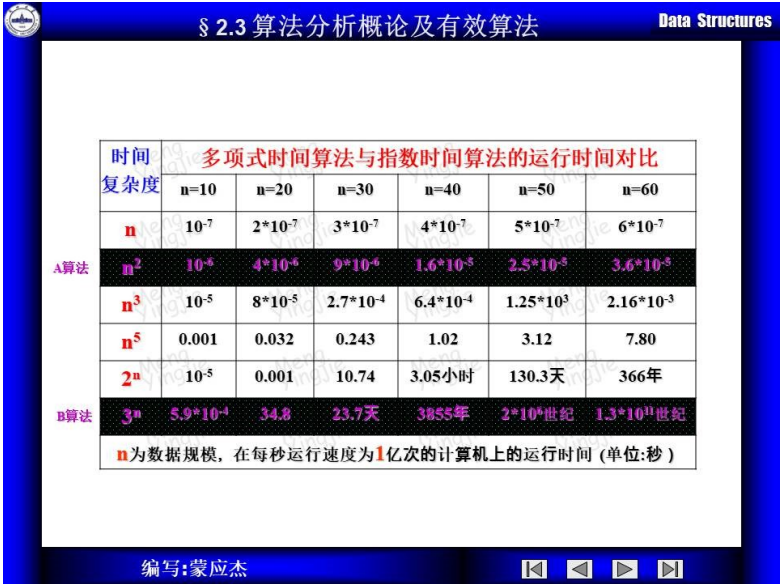 §2.3 算法分析概论及有效算法
Data Structures
时间复杂度 多项式时间算法与指数时间算法的运行时间对比
n=10 n=20 n=30 n=40 n=50 n=60
n 10⁻⁷ 2*10⁻⁷ 3*10⁻⁷ 4*10⁻⁷ 5*10⁻⁷ 6*10⁻⁷
A算法 n² 10⁻⁶ 4*10⁻⁶ 9*10⁻⁶ 1.6*10⁻⁵ 2.5*10⁻⁵ 3.6*10⁻⁵
n³ 10⁻⁵ 8*10⁻⁵ 2.7*10⁻⁴ 6.4*10⁻⁴ 1.25*10³ 2.16*10⁻³
n⁵ 0.001 0.032 0.243 1.02 3.12 7.80
2ⁿ 10⁻⁵ 0.001 10.74 3.05小时 130.3天 366年
B算法 3ⁿ 5.9*10⁻⁴ 34.8 23.7天 3855年 2*10⁶世纪 1.3*10¹¹世纪
n为数据规模, 在每秒运行速度为1亿次的计算机上的运行时间 (单位:秒)
编写:蒙应杰